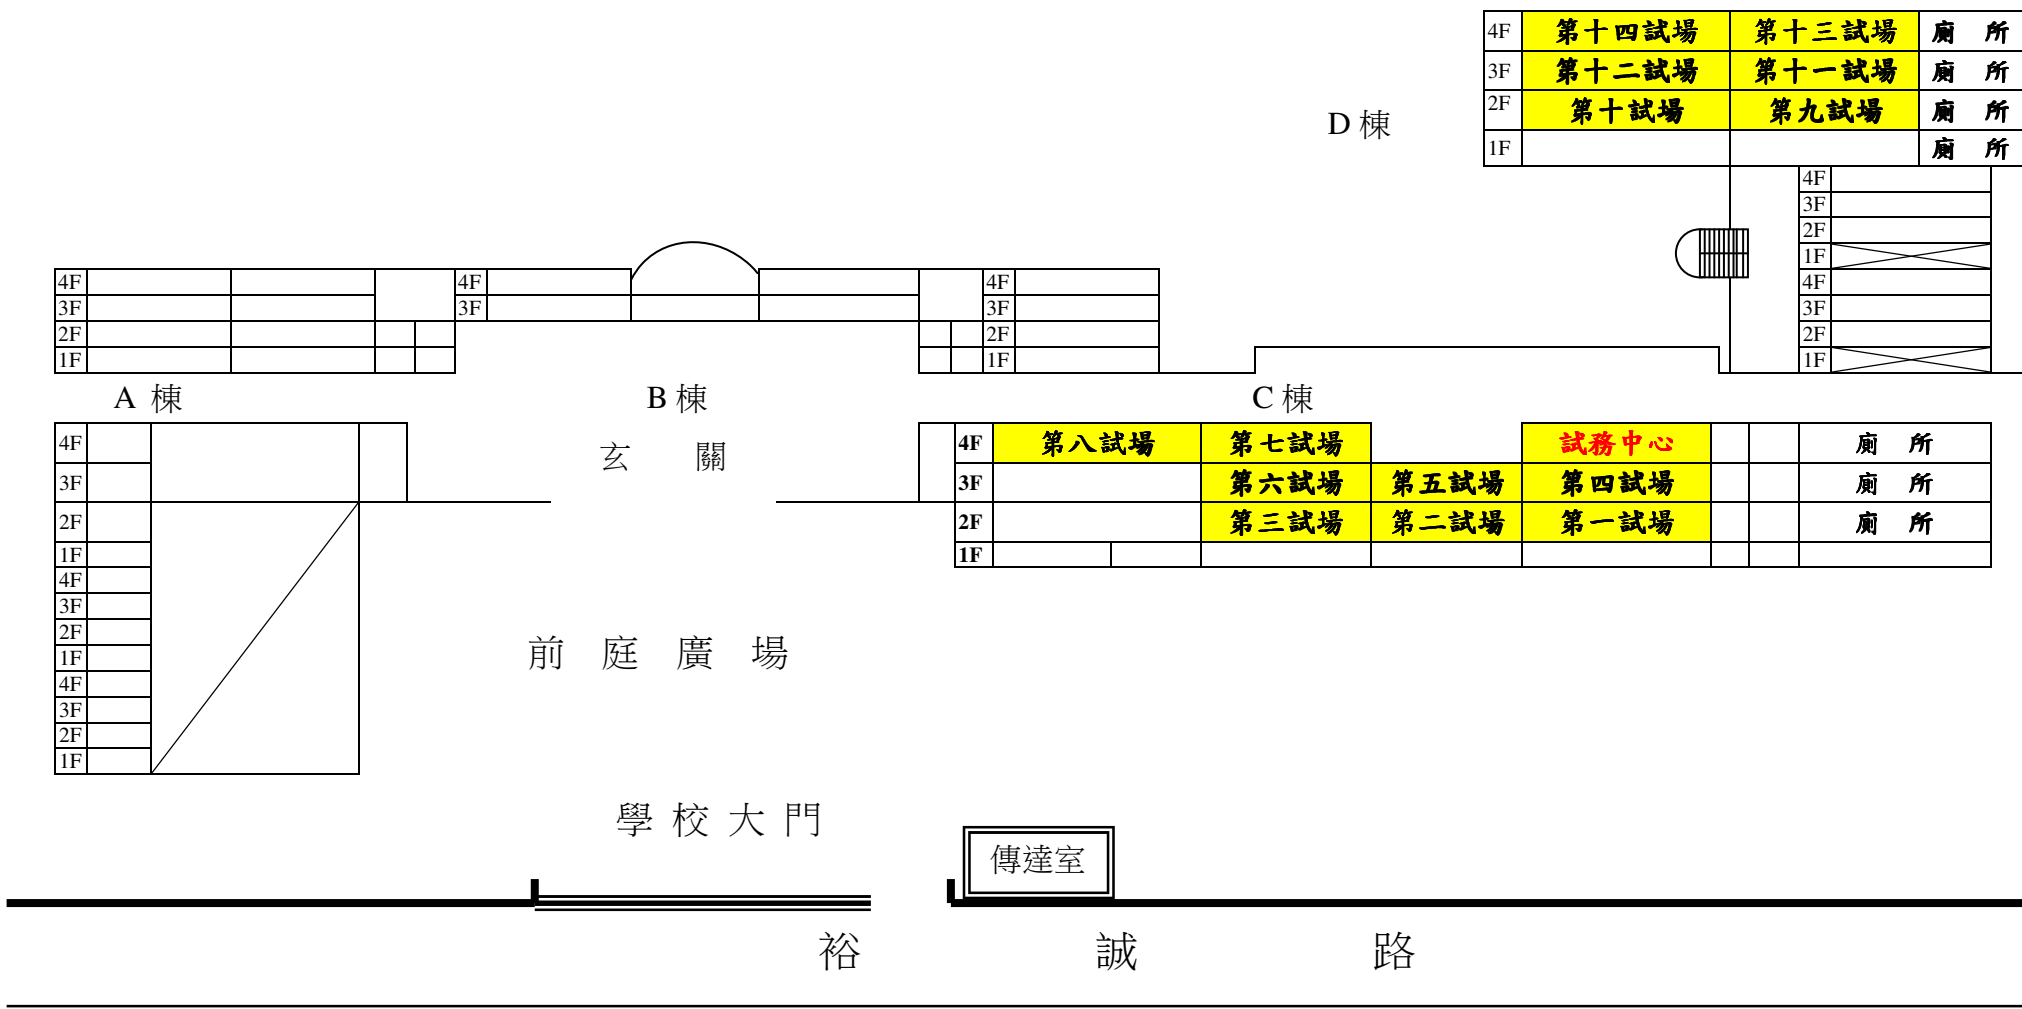 4F 第十四試場 第十三試場 廁 所
3F 第十二試場 第十一試場 廁 所
2F 第十試場 第九試場 廁 所
D 棟
1F 廁 所
4F
3F
2F
1F
4F 4F 4F 4F
3F 3F 3F 3F
2F 2F 2F
1F 1F 1F
A 棟 B 棟 C 棟
4F 玄 關 4F 第八試場 第七試場 試務中心 廁 所
3F 3F 第六試場 第五試場 第四試場 廁 所
2F 2F 第三試場 第二試場 第一試場 廁 所
1F 1F
4F
3F
2F
1F
前 庭 廣 場
4F
3F
2F
1F
學 校 大 門
傳達室
裕 誠 路